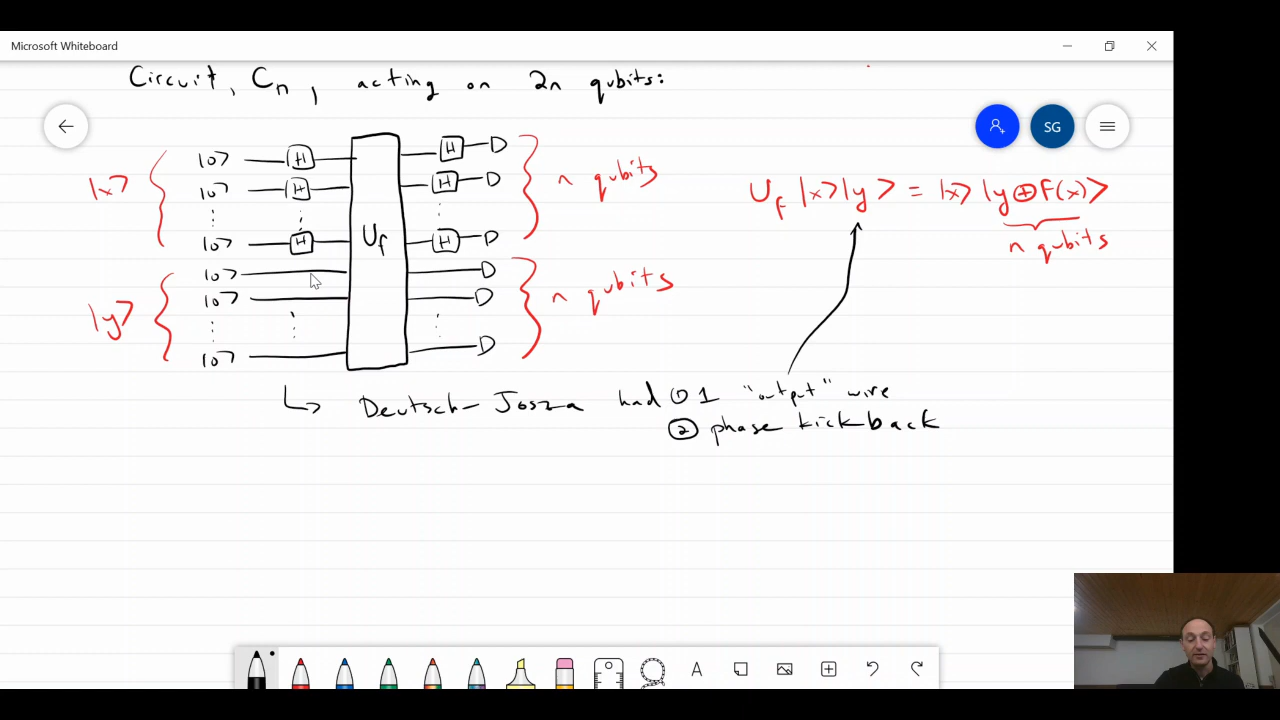 Microsoft Whiteboard
Circuit, Cn, acting on 2n qubits:
SG
|x>
|0> H H D
|0> H H D
|0> H H D
n qubits
Uf
|y>
|0> D
|0> D
|0> D
n qubits
Uf |x>|y> = |x> |y⊕f(x)>
n qubits
Deutsch-Josza had ① 1 "output" wire
② phase kickback
A